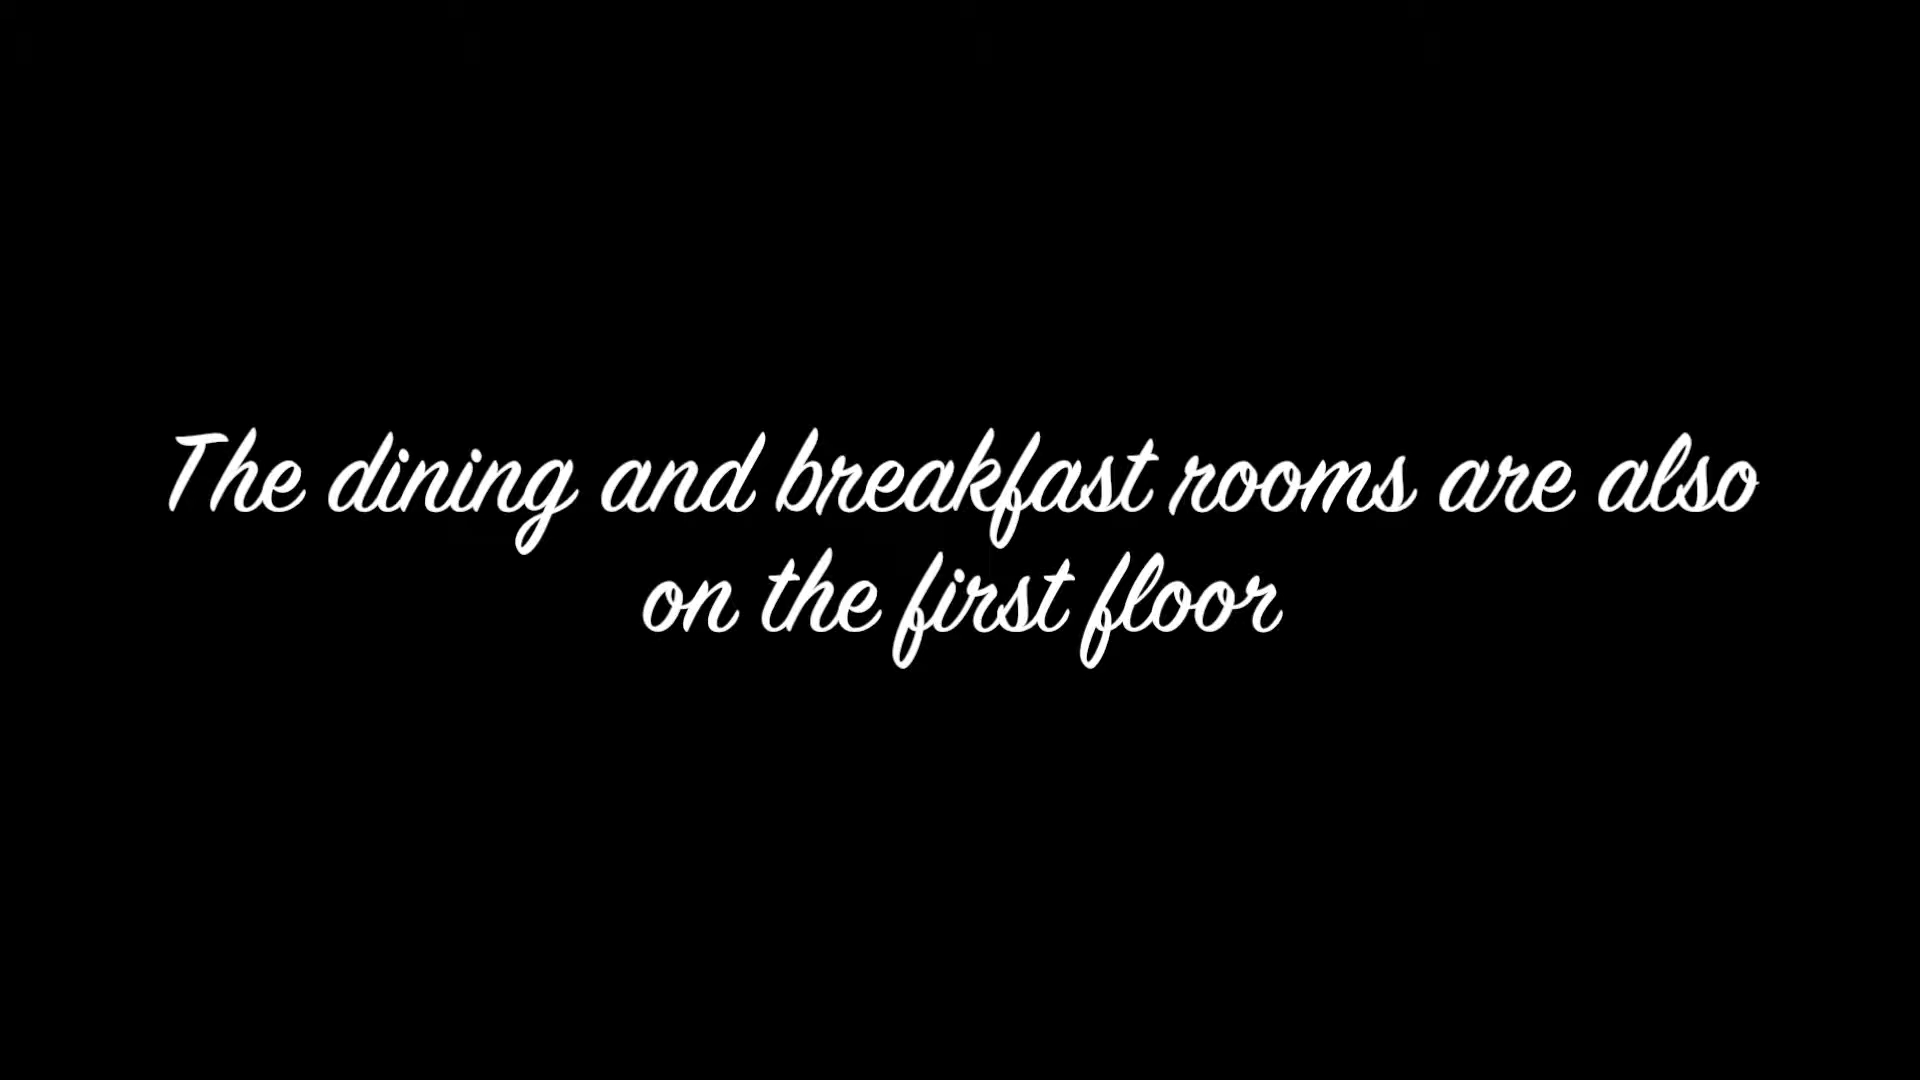 The dining and breakfast rooms are also
on the first floor